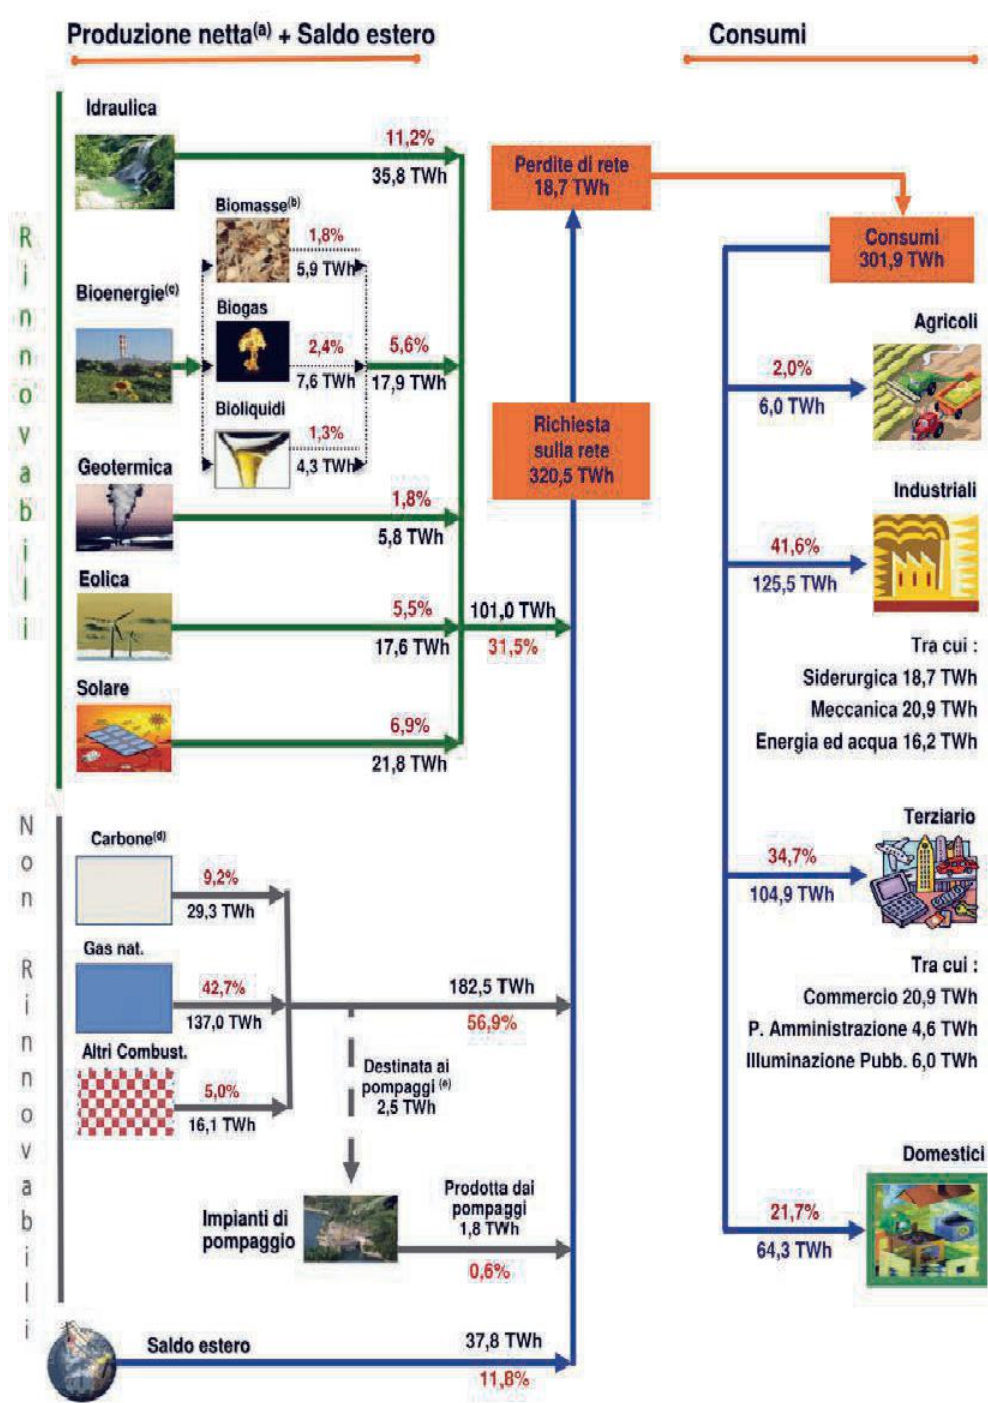 Produzione netta(a) + Saldo estero
Consumi
Rinnovabili
Idraulica
11,2%
35,8 TWh
Biomasse(b)
1,8%
5,9 TWh
Bioenergie(c)
Biogas
2,4%
7,6 TWh
5,6%
17,9 TWh
Bioliquidi
1,3%
4,3 TWh
Geotermica
1,8%
5,8 TWh
Eolica
5,5%
17,6 TWh
101,0 TWh
31,5%
Solare
6,9%
21,8 TWh
Non Rinnovabili
Carbone(d)
9,2%
29,3 TWh
Gas nat.
42,7%
137,0 TWh
182,5 TWh
56,9%
Altri Combust.
5,0%
16,1 TWh
Destinata ai
pompaggi (e)
2,5 TWh
Impianti di
pompaggio
Prodotta dai
pompaggi
1,8 TWh
0,6%
Saldo estero
37,8 TWh
11,8%
Perdite di rete
18,7 TWh
Richiesta
sulla rete
320,5 TWh
Consumi
301,9 TWh
Agricoli
2,0%
6,0 TWh
Industriali
41,6%
125,5 TWh
Tra cui :
Siderurgica 18,7 TWh
Meccanica 20,9 TWh
Energia ed acqua 16,2 TWh
Terziario
34,7%
104,9 TWh
Tra cui :
Commercio 20,9 TWh
P. Amministrazione 4,6 TWh
Illuminazione Pubb. 6,0 TWh
Domestici
21,7%
64,3 TWh